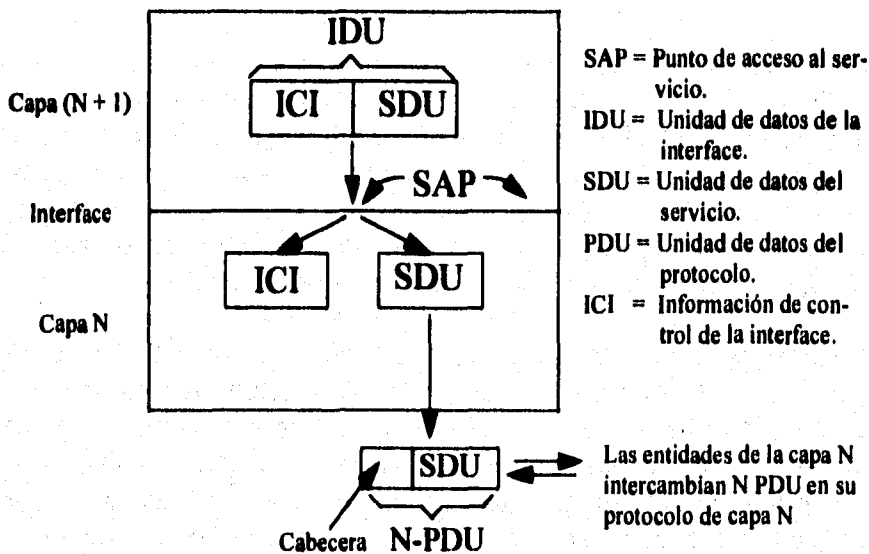 IDU
Capa (N + 1)
ICI SDU
SAP
Interface
ICI SDU
Capa N
SDU
Cabecera N-PDU
SAP = Punto de acceso al ser-
vicio.
IDU = Unidad de datos de la
interface.
SDU = Unidad de datos del
servicio.
PDU = Unidad de datos del
protocolo.
ICI = Información de con-
trol de la interface.
Las entidades de la capa N
intercambian N PDU en su
protocolo de capa N